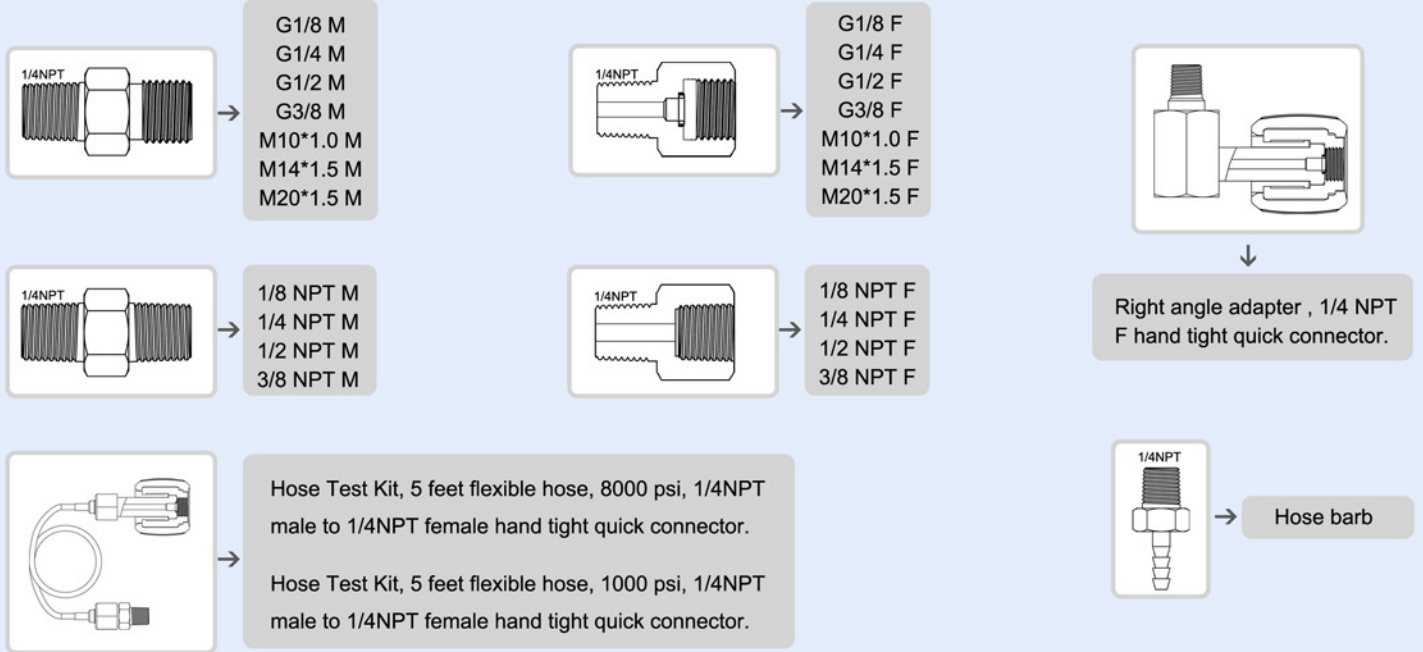 1/4NPT
G1/8 M
G1/4 M
G1/2 M
G3/8 M
M10*1.0 M
M14*1.5 M
M20*1.5 M
1/4NPT
G1/8 F
G1/4 F
G1/2 F
G3/8 F
M10*1.0 F
M14*1.5 F
M20*1.5 F
Right angle adapter , 1/4 NPT
F hand tight quick connector.
1/4NPT
1/8 NPT M
1/4 NPT M
1/2 NPT M
3/8 NPT M
1/4NPT
1/8 NPT F
1/4 NPT F
1/2 NPT F
3/8 NPT F
Hose Test Kit, 5 feet flexible hose, 8000 psi, 1/4NPT
male to 1/4NPT female hand tight quick connector.
Hose Test Kit, 5 feet flexible hose, 1000 psi, 1/4NPT
male to 1/4NPT female hand tight quick connector.
1/4NPT
Hose barb